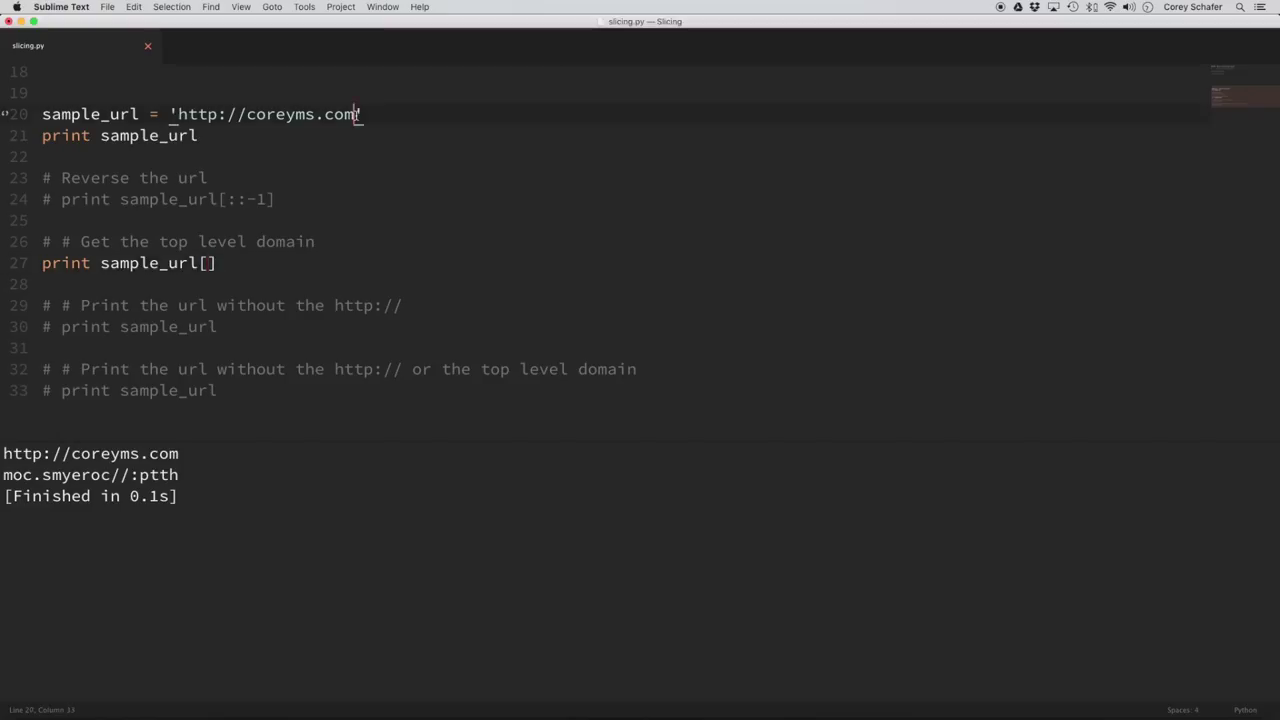 Sublime Text File Edit Selection Find View Goto Tools Project Window Help Corey Schafer
slicing.py — Slicing
slicing.py
18
19
20 sample_url = 'http://coreyms.com'
21 print sample_url
22
23 # Reverse the url
24 # print sample_url[::-1]
25
26 # # Get the top level domain
27 print sample_url[]
28
29 # # Print the url without the http://
30 # print sample_url
31
32 # # Print the url without the http:// or the top level domain
33 # print sample_url
http://coreyms.com
moc.smyeroc//:ptth
[Finished in 0.1s]
Line 20, Column 33 Spaces: 4 Python